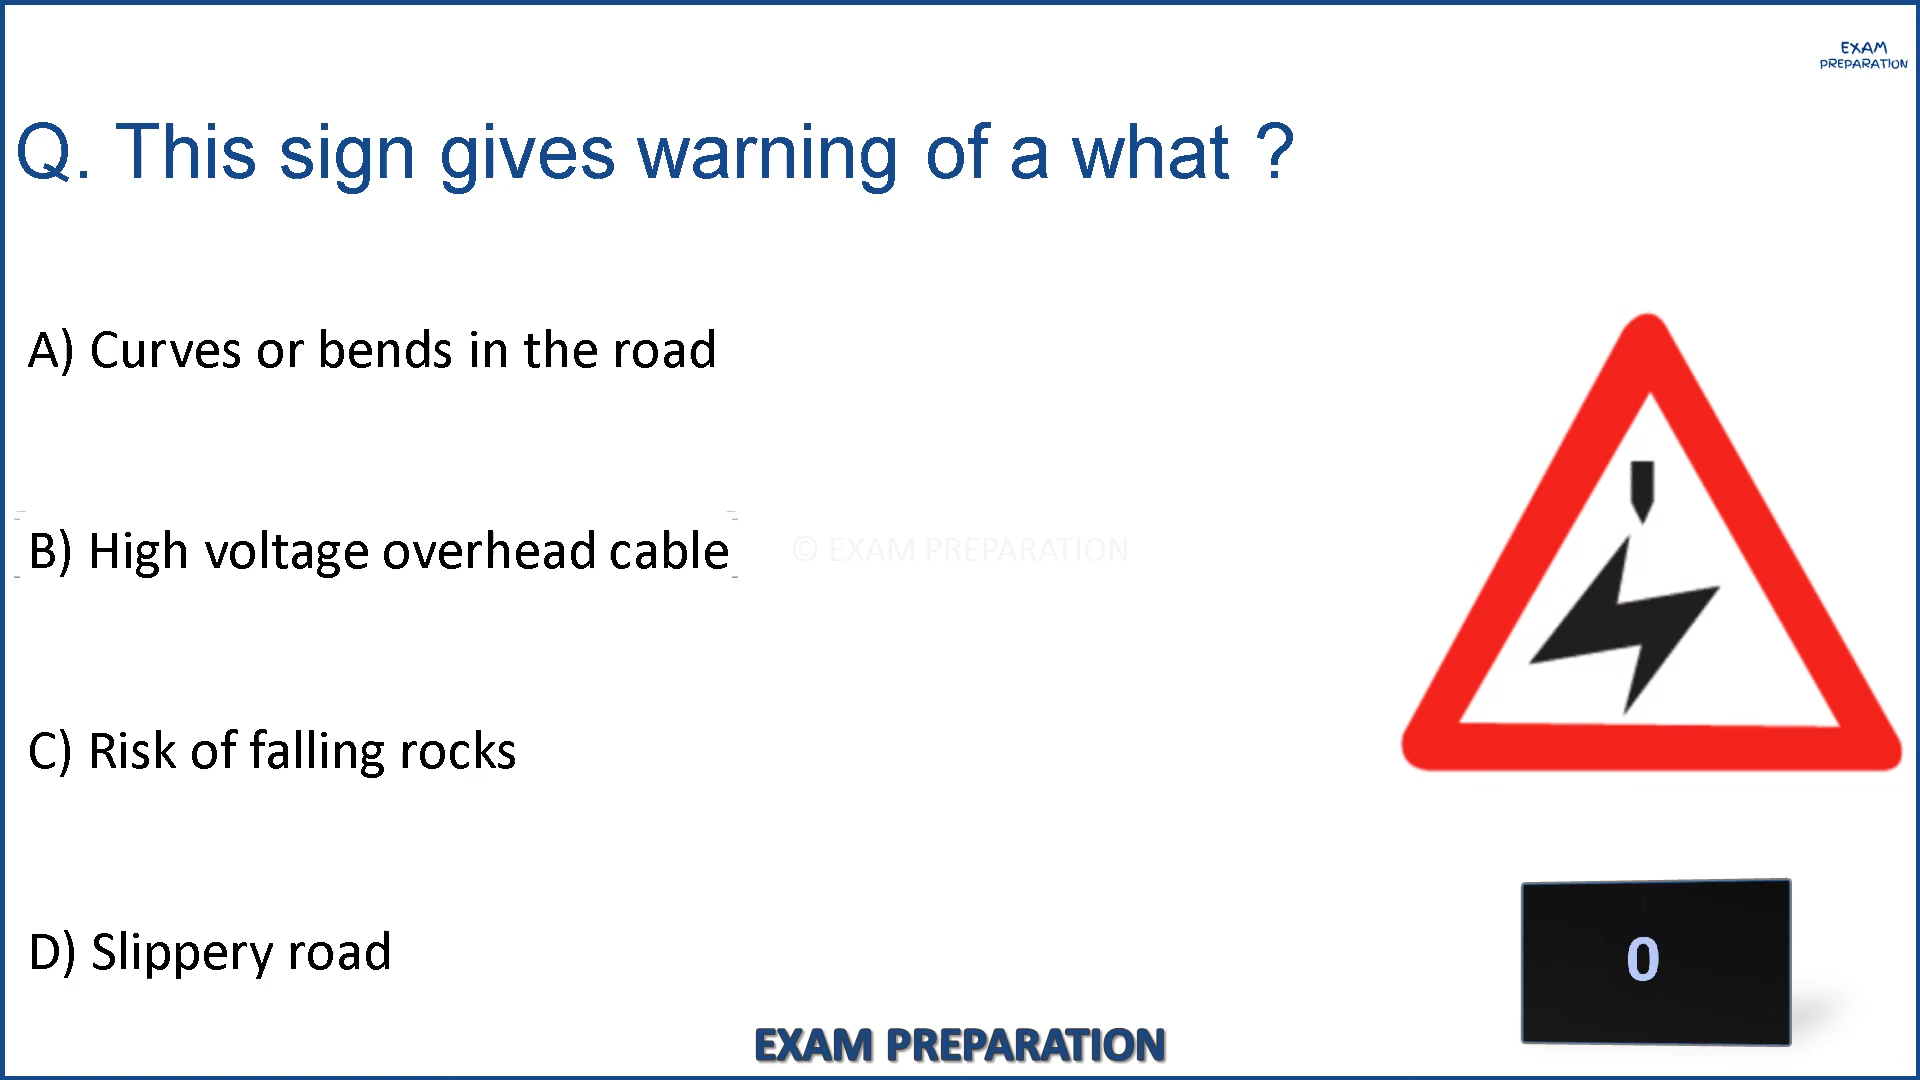 EXAM
PREPARATION
Q. This sign gives warning of a what ?
A) Curves or bends in the road
B) High voltage overhead cable
© EXAM PREPARATION
C) Risk of falling rocks
D) Slippery road
0
EXAM PREPARATION